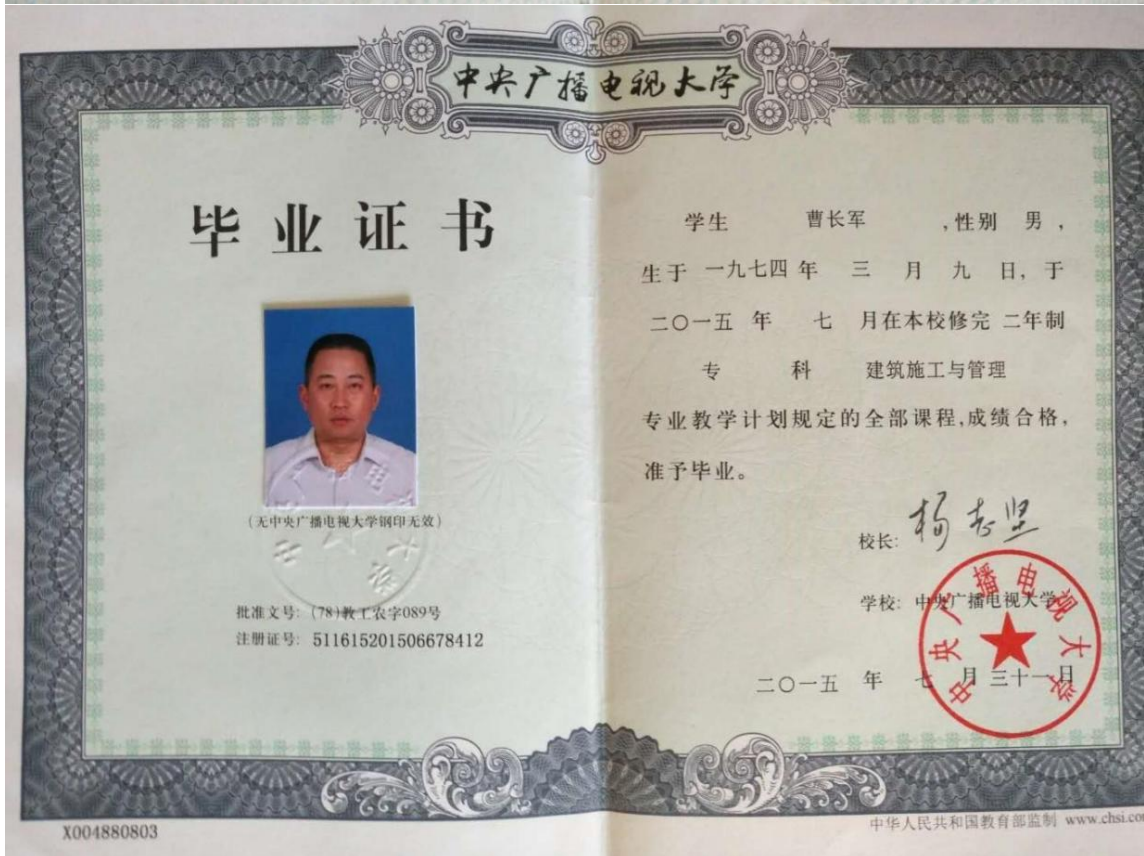 中央广播电视大学
毕业证书
(无中央广播电视大学钢印无效)
批准文号: (78)教工农字089号
注册证号: 511615201506678412
X004880803
学生 曹长军 ,性别 男 ,
生于 一九七四 年 三 月 九 日, 于
二〇一五 年 七 月在本校修完 二年制
专 科 建筑施工与管理
专业教学计划规定的全部课程,成绩合格,
准予毕业。
校长: 杨志坚
学校: 中央广播电视大学
中央广播电视大学
二〇一五 年 七 月 三十一 日
中华人民共和国教育部监制 www.chsi.co